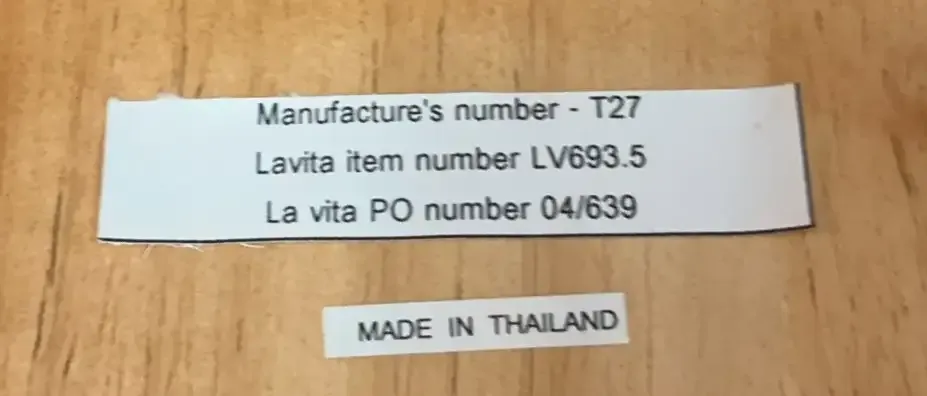 Manufacture's number - T27
Lavita item number LV693.5
La vita PO number 04/639
MADE IN THAILAND